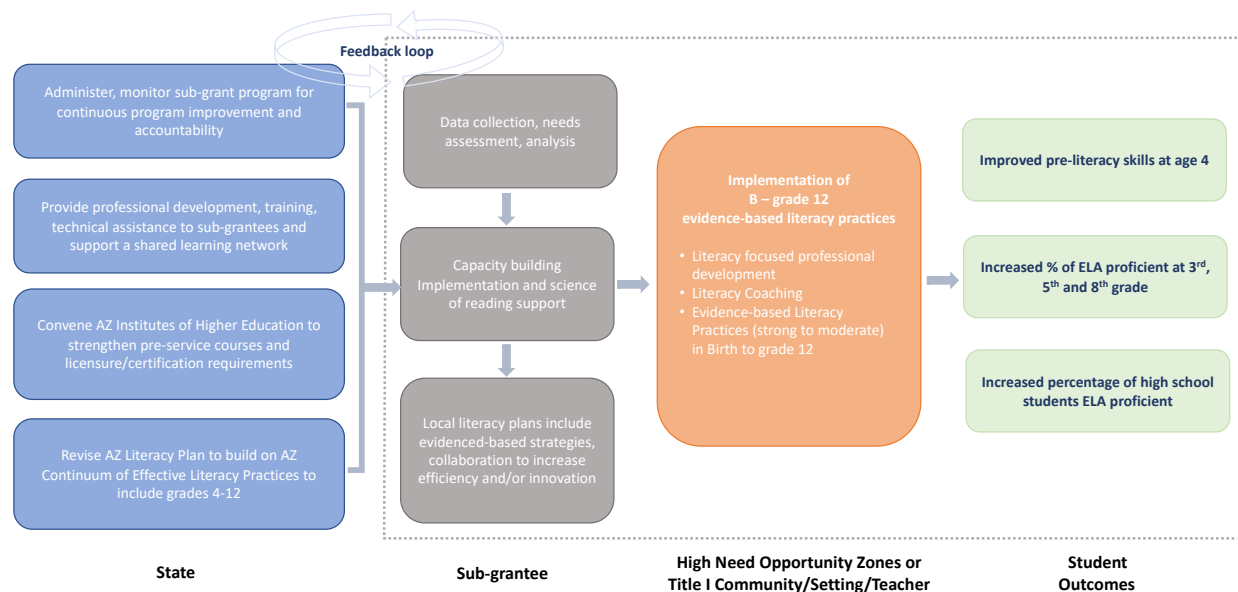 Feedback loop
Administer, monitor sub-grant program for
continuous program improvement and
accountability
Provide professional development, training,
technical assistance to sub-grantees and
support a shared learning network
Convene AZ Institutes of Higher Education to
strengthen pre-service courses and
licensure/certification requirements
Revise AZ Literacy Plan to build on AZ
Continuum of Effective Literacy Practices to
include grades 4-12
State
Data collection, needs
assessment, analysis
Capacity building
Implementation and science
of reading support
Local literacy plans include
evidenced-based strategies,
collaboration to increase
efficiency and/or innovation
Sub-grantee
Implementation of
B – grade 12
evidence-based literacy practices
• Literacy focused professional
development
• Literacy Coaching
• Evidence-based Literacy
Practices (strong to moderate)
in Birth to grade 12
High Need Opportunity Zones or
Title I Community/Setting/Teacher
Improved pre-literacy skills at age 4
Increased % of ELA proficient at 3rd,
5th and 8th grade
Increased percentage of high school
students ELA proficient
Student
Outcomes